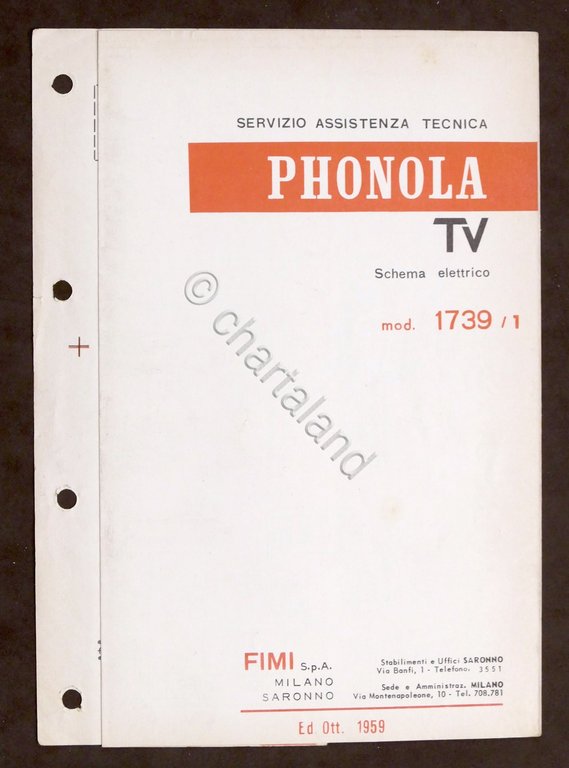 SERVIZIO ASSISTENZA TECNICA
PHONOLA
TV
Schema elettrico
mod. 1739 / 1
© chartaland
FIMI S.p.A.
MILANO
SARONNO
Stabilimenti e Uffici SARONNO
Via Banfi, 1 - Telefono. 3551
Sede e Amministraz. MILANO
Via Montenapoleone, 10 - Tel. 708.781
Ed. Ott. 1959